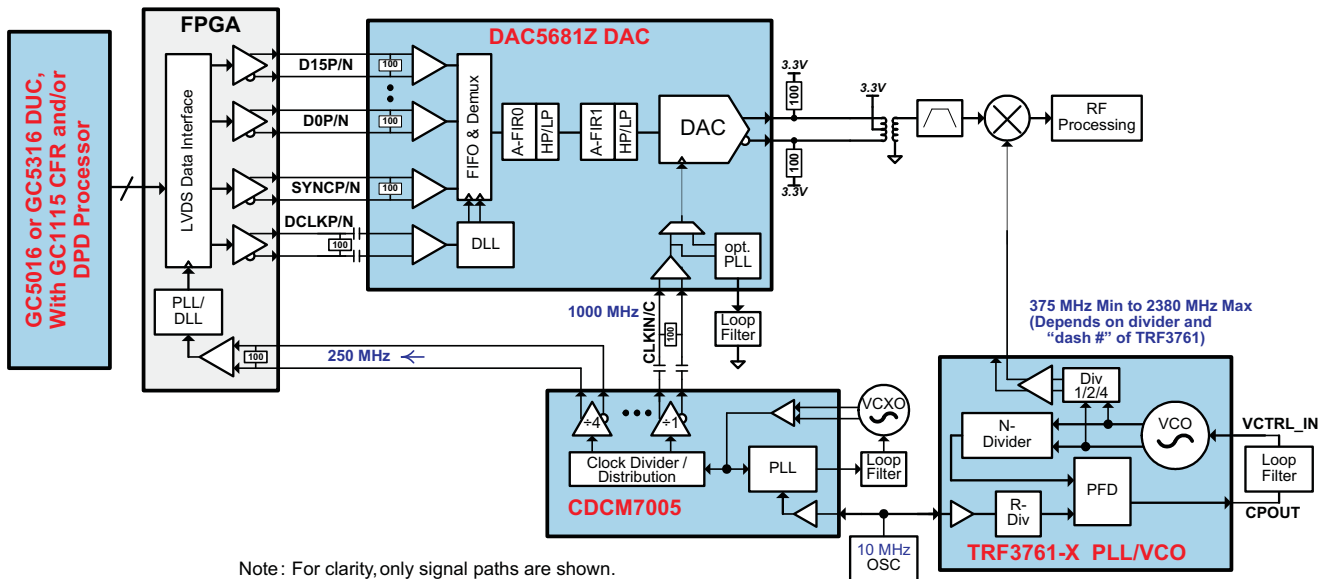 GC5016 or GC5316 DUC,
With GC1115 CFR and/or
DPD Processor
FPGA
LVDS Data Interface
PLL/
DLL
100
250 MHz
D15P/N
D0P/N
SYNCP/N
DCLKP/N
100
100
100
100
DAC5681Z DAC
FIFO & Demux
DLL
A-FIR0
HP/LP
A-FIR1
HP/LP
DAC
opt.
PLL
Loop
Filter
1000 MHz
CLKIN/C
100
3.3V
100
100
3.3V
3.3V
RF
Processing
375 MHz Min to 2380 MHz Max
(Depends on divider and
"dash #" of TRF3761)
÷4
÷1
Clock Divider /
Distribution
PLL
VCXO
Loop
Filter
CDCM7005
10 MHz
OSC
Div
1/2/4
N-
Divider
VCO
R-
Div
PFD
TRF3761-X PLL/VCO
VCTRL_IN
Loop
Filter
CPOUT
Note: For clarity, only signal paths are shown.